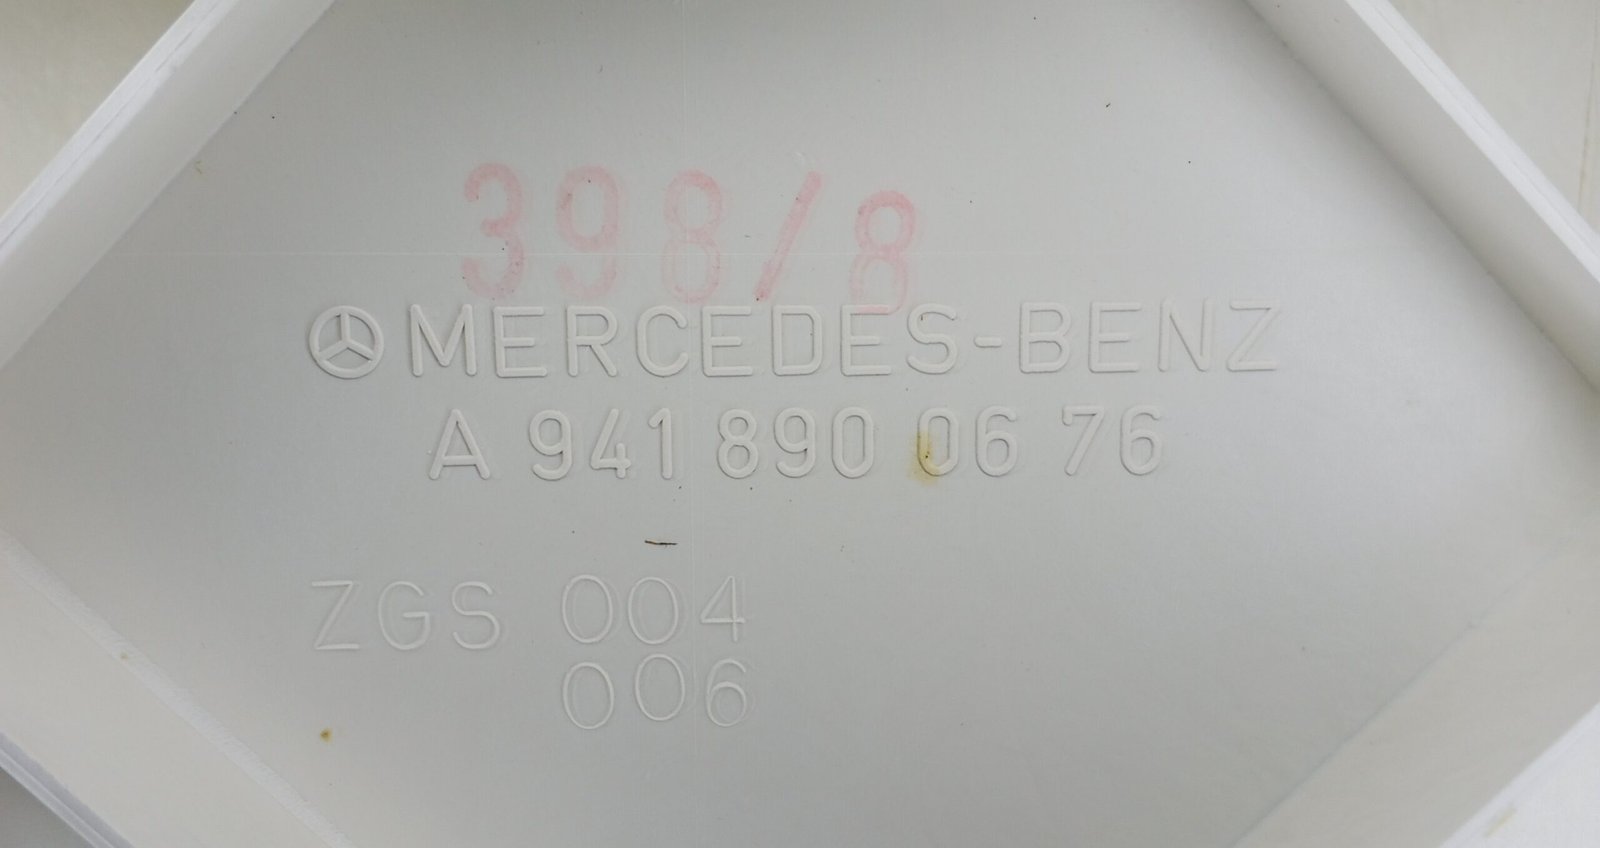 398/8
MERCEDES-BENZ
A 941 890 06 76
ZGS 004
006